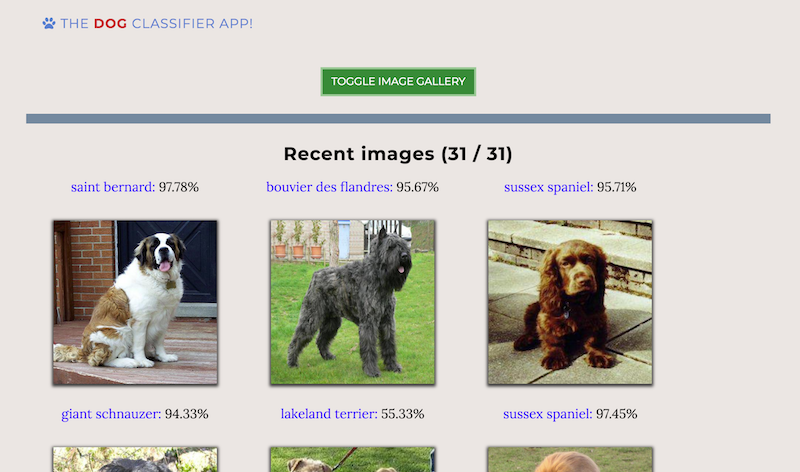 THE DOG CLASSIFIER APP!
TOGGLE IMAGE GALLERY
Recent images (31 / 31)
saint bernard: 97.78% bouvier des flandres: 95.67% sussex spaniel: 95.71%
giant schnauzer: 94.33% lakeland terrier: 55.33% sussex spaniel: 97.45%